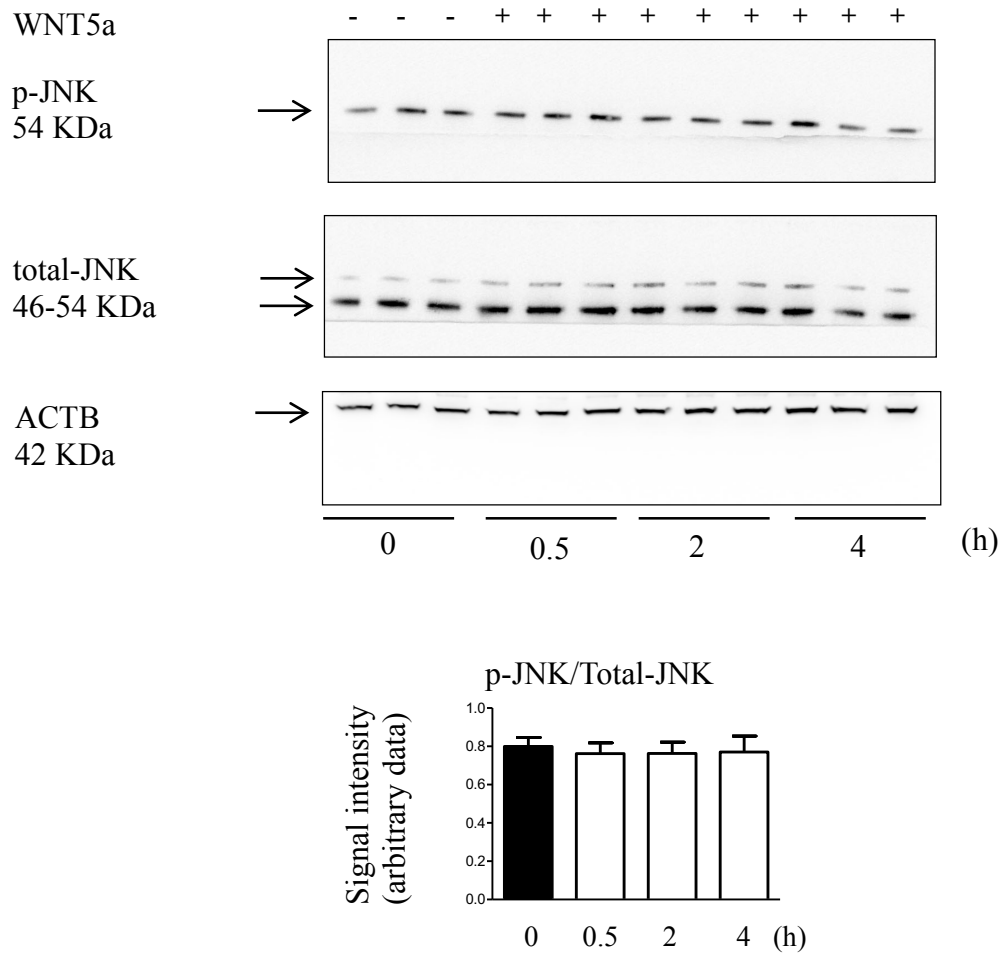 WNT5a - - - + + + + + + + + +
p-JNK
54 KDa
total-JNK
46-54 KDa
ACTB
42 KDa
0 0.5 2 4 (h)
p-JNK/Total-JNK
Signal intensity
(arbitrary data)
1.0
0.8
0.6
0.4
0.2
0.0
0 0.5 2 4 (h)